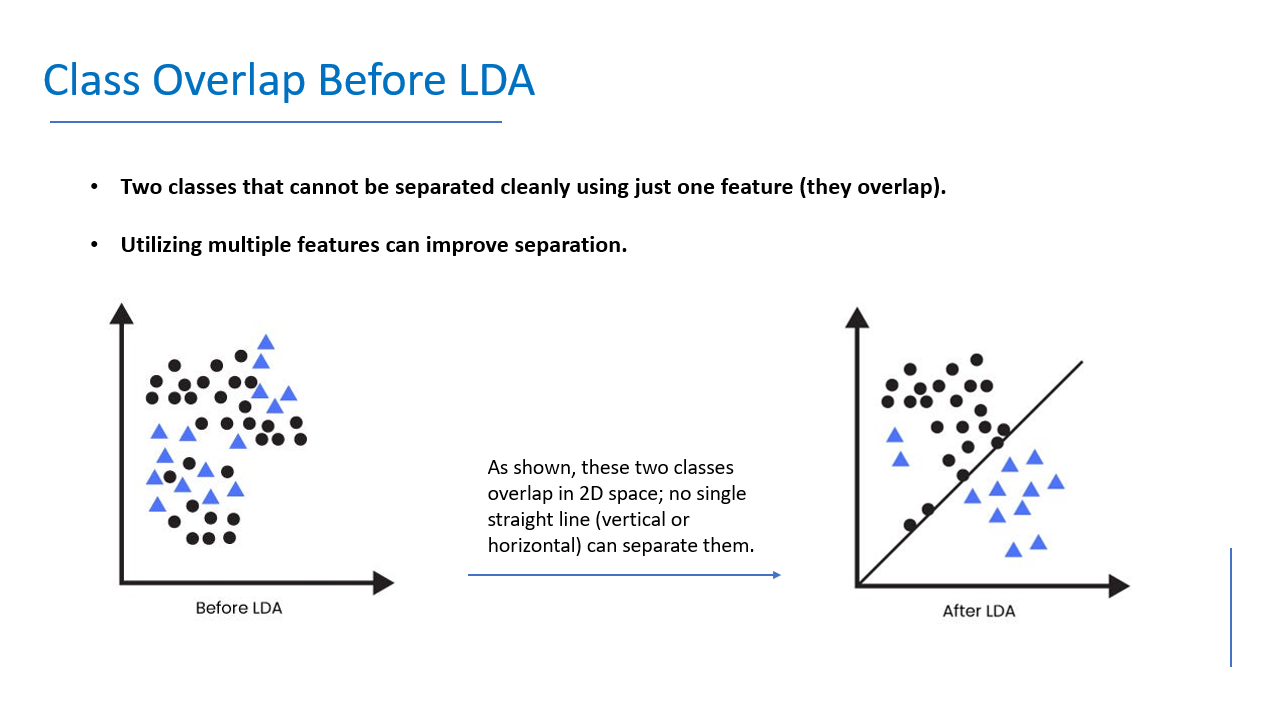 Class Overlap Before LDA
• Two classes that cannot be separated cleanly using just one feature (they overlap).
• Utilizing multiple features can improve separation.
As shown, these two classes
overlap in 2D space; no single
straight line (vertical or
horizontal) can separate them.
Before LDA
After LDA